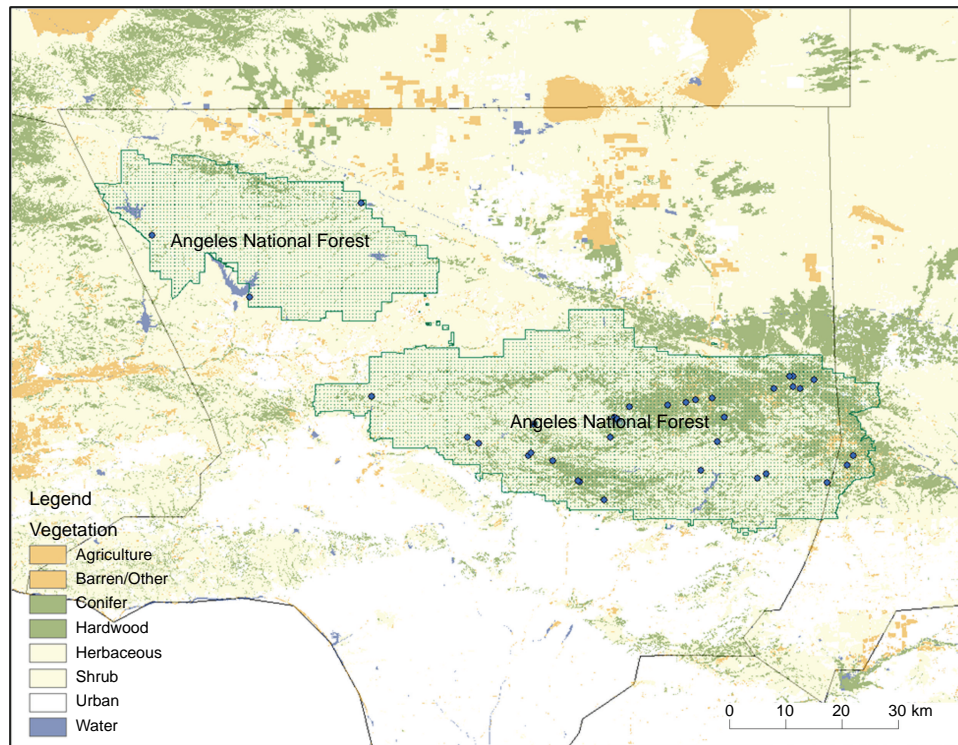 Angeles National Forest
Angeles National Forest
Legend
Vegetation
Agriculture
Barren/Other
Conifer
Hardwood
Herbaceous
Shrub
Urban
Water
0 10 20 30 km